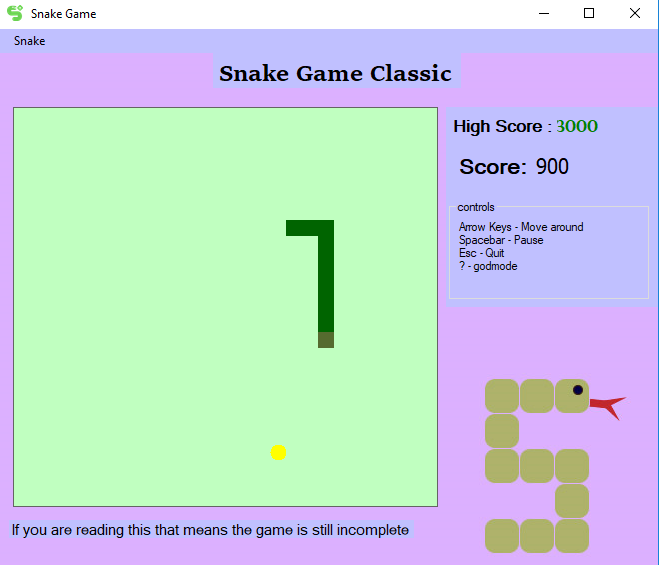 Snake Game
Snake
Snake Game Classic
High Score : 3000
Score: 900
controls
Arrow Keys - Move around
Spacebar - Pause
Esc - Quit
? - godmode
If you are reading this that means the game is still incomplete